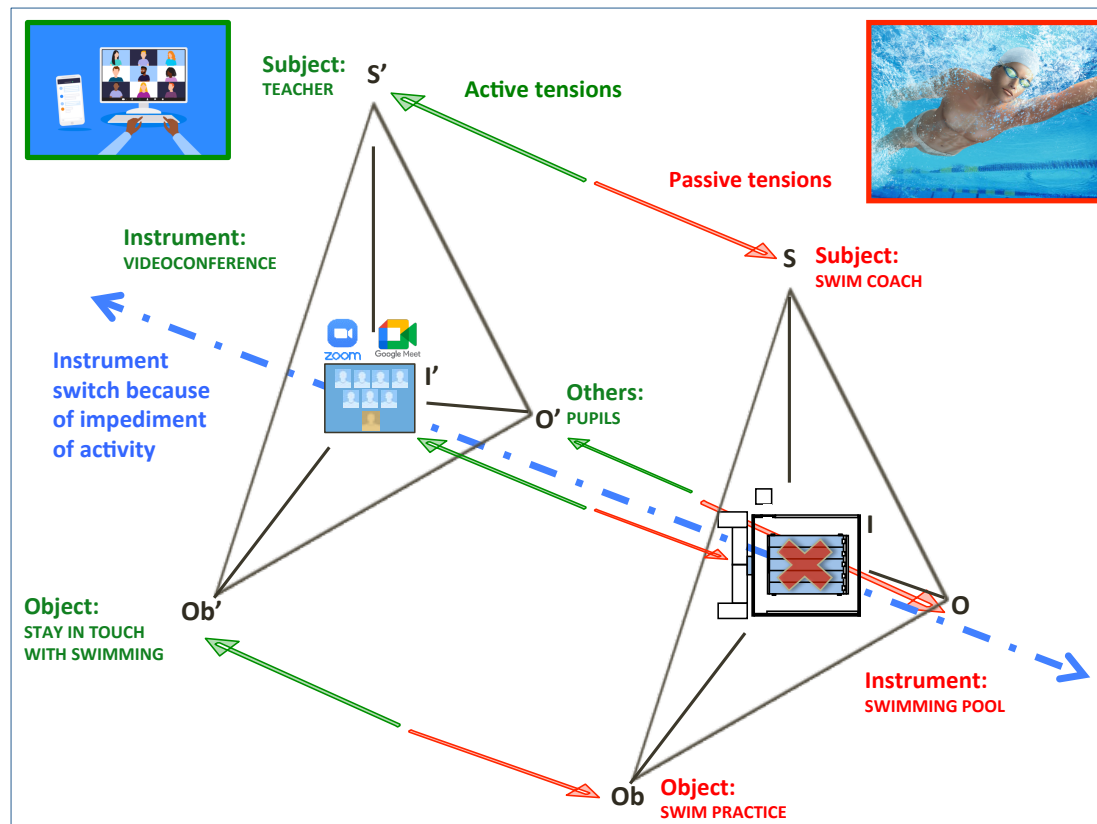 Subject:
TEACHER
S’
Active tensions
Passive tensions
Instrument:
VIDEOCONFERENCE
S
Subject:
SWIM COACH
zoom
Google Meet
Instrument
switch because
of impediment
of activity
I’
Others:
PUPILS
O’
I
Ob’
Object:
STAY IN TOUCH
WITH SWIMMING
O
Instrument:
SWIMMING POOL
Ob
Object:
SWIM PRACTICE